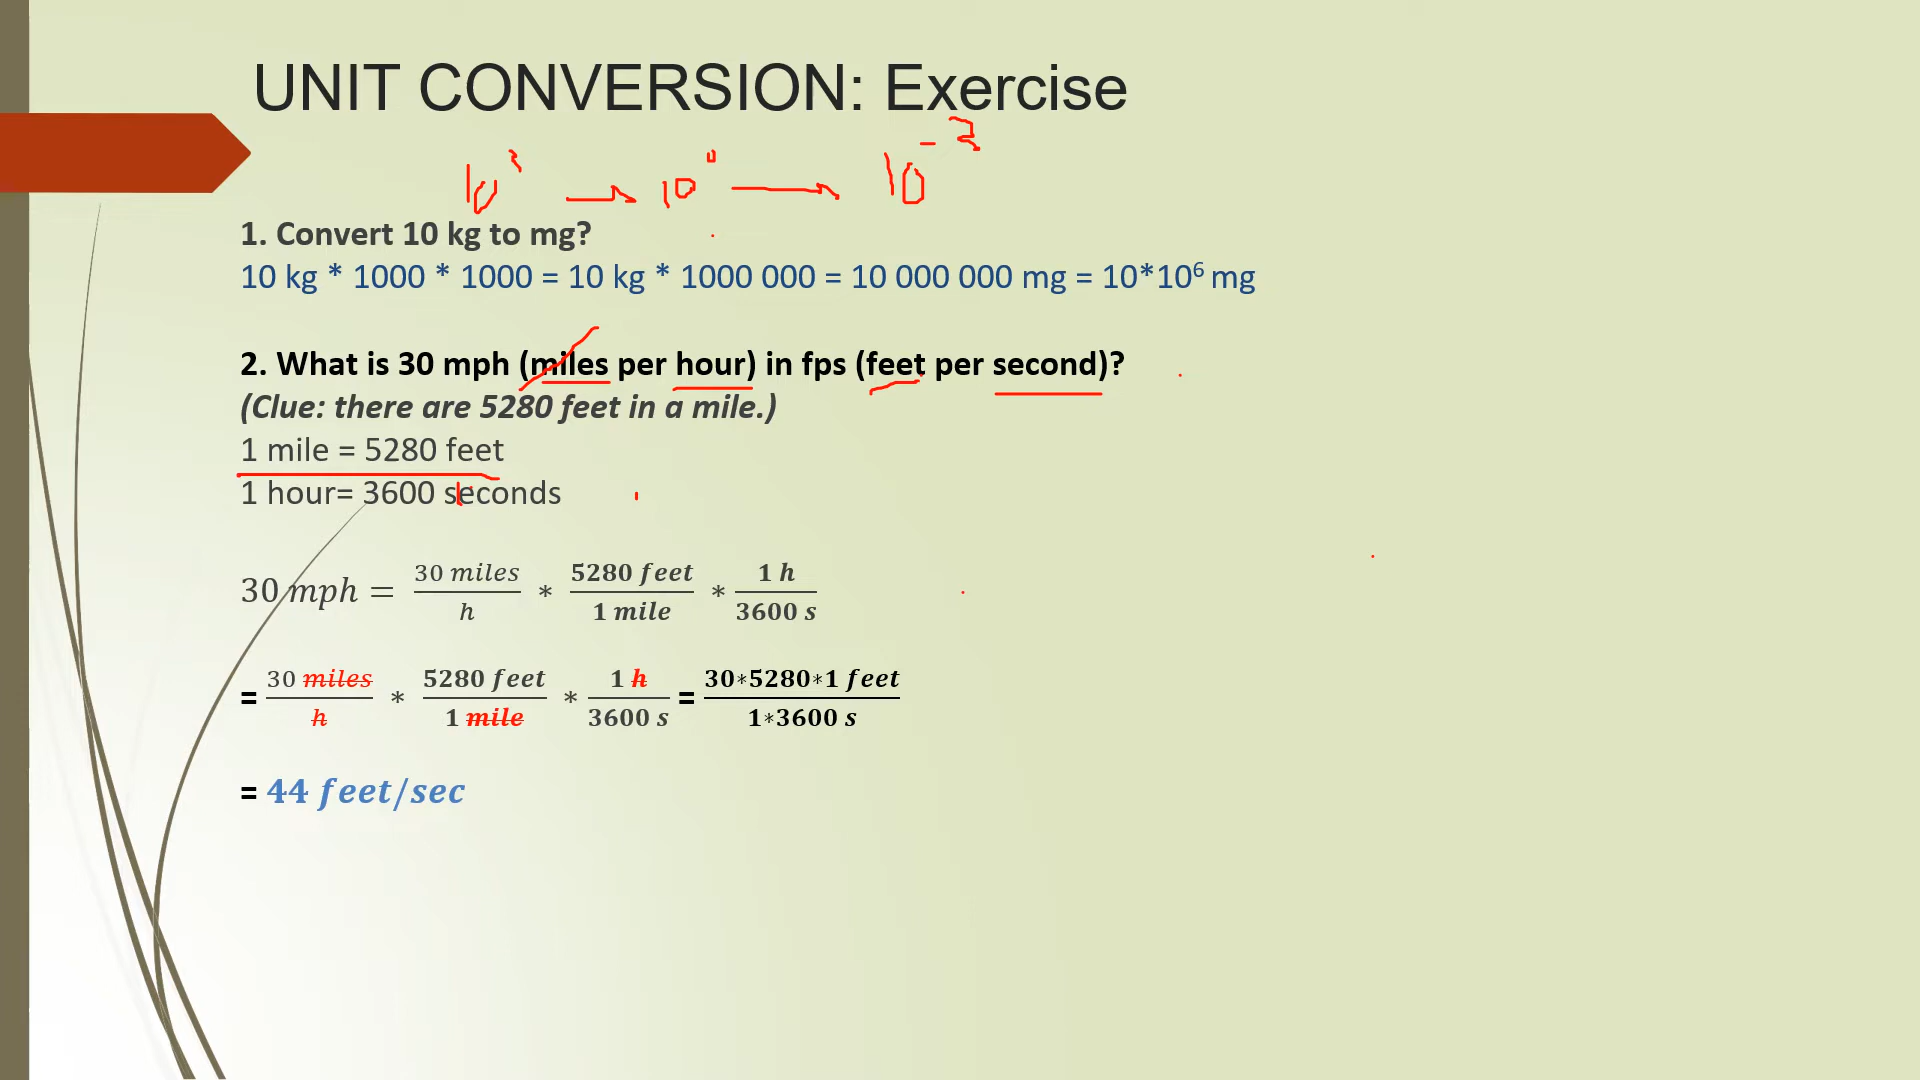 UNIT CONVERSION: Exercise
10³ → 10⁰ → 10⁻³
1. Convert 10 kg to mg?
10 kg * 1000 * 1000 = 10 kg * 1000 000 = 10 000 000 mg = 10*10⁶ mg
2. What is 30 mph (miles per hour) in fps (feet per second)?
(Clue: there are 5280 feet in a mile.)
1 mile = 5280 feet
1 hour= 3600 seconds
30 mph = 30 miles/h * 5280 feet/1 mile * 1 h/3600 s
= 30 miles/h * 5280 feet/1 mile * 1 h/3600 s = 30*5280*1 feet/1*3600 s
= 44 feet/sec